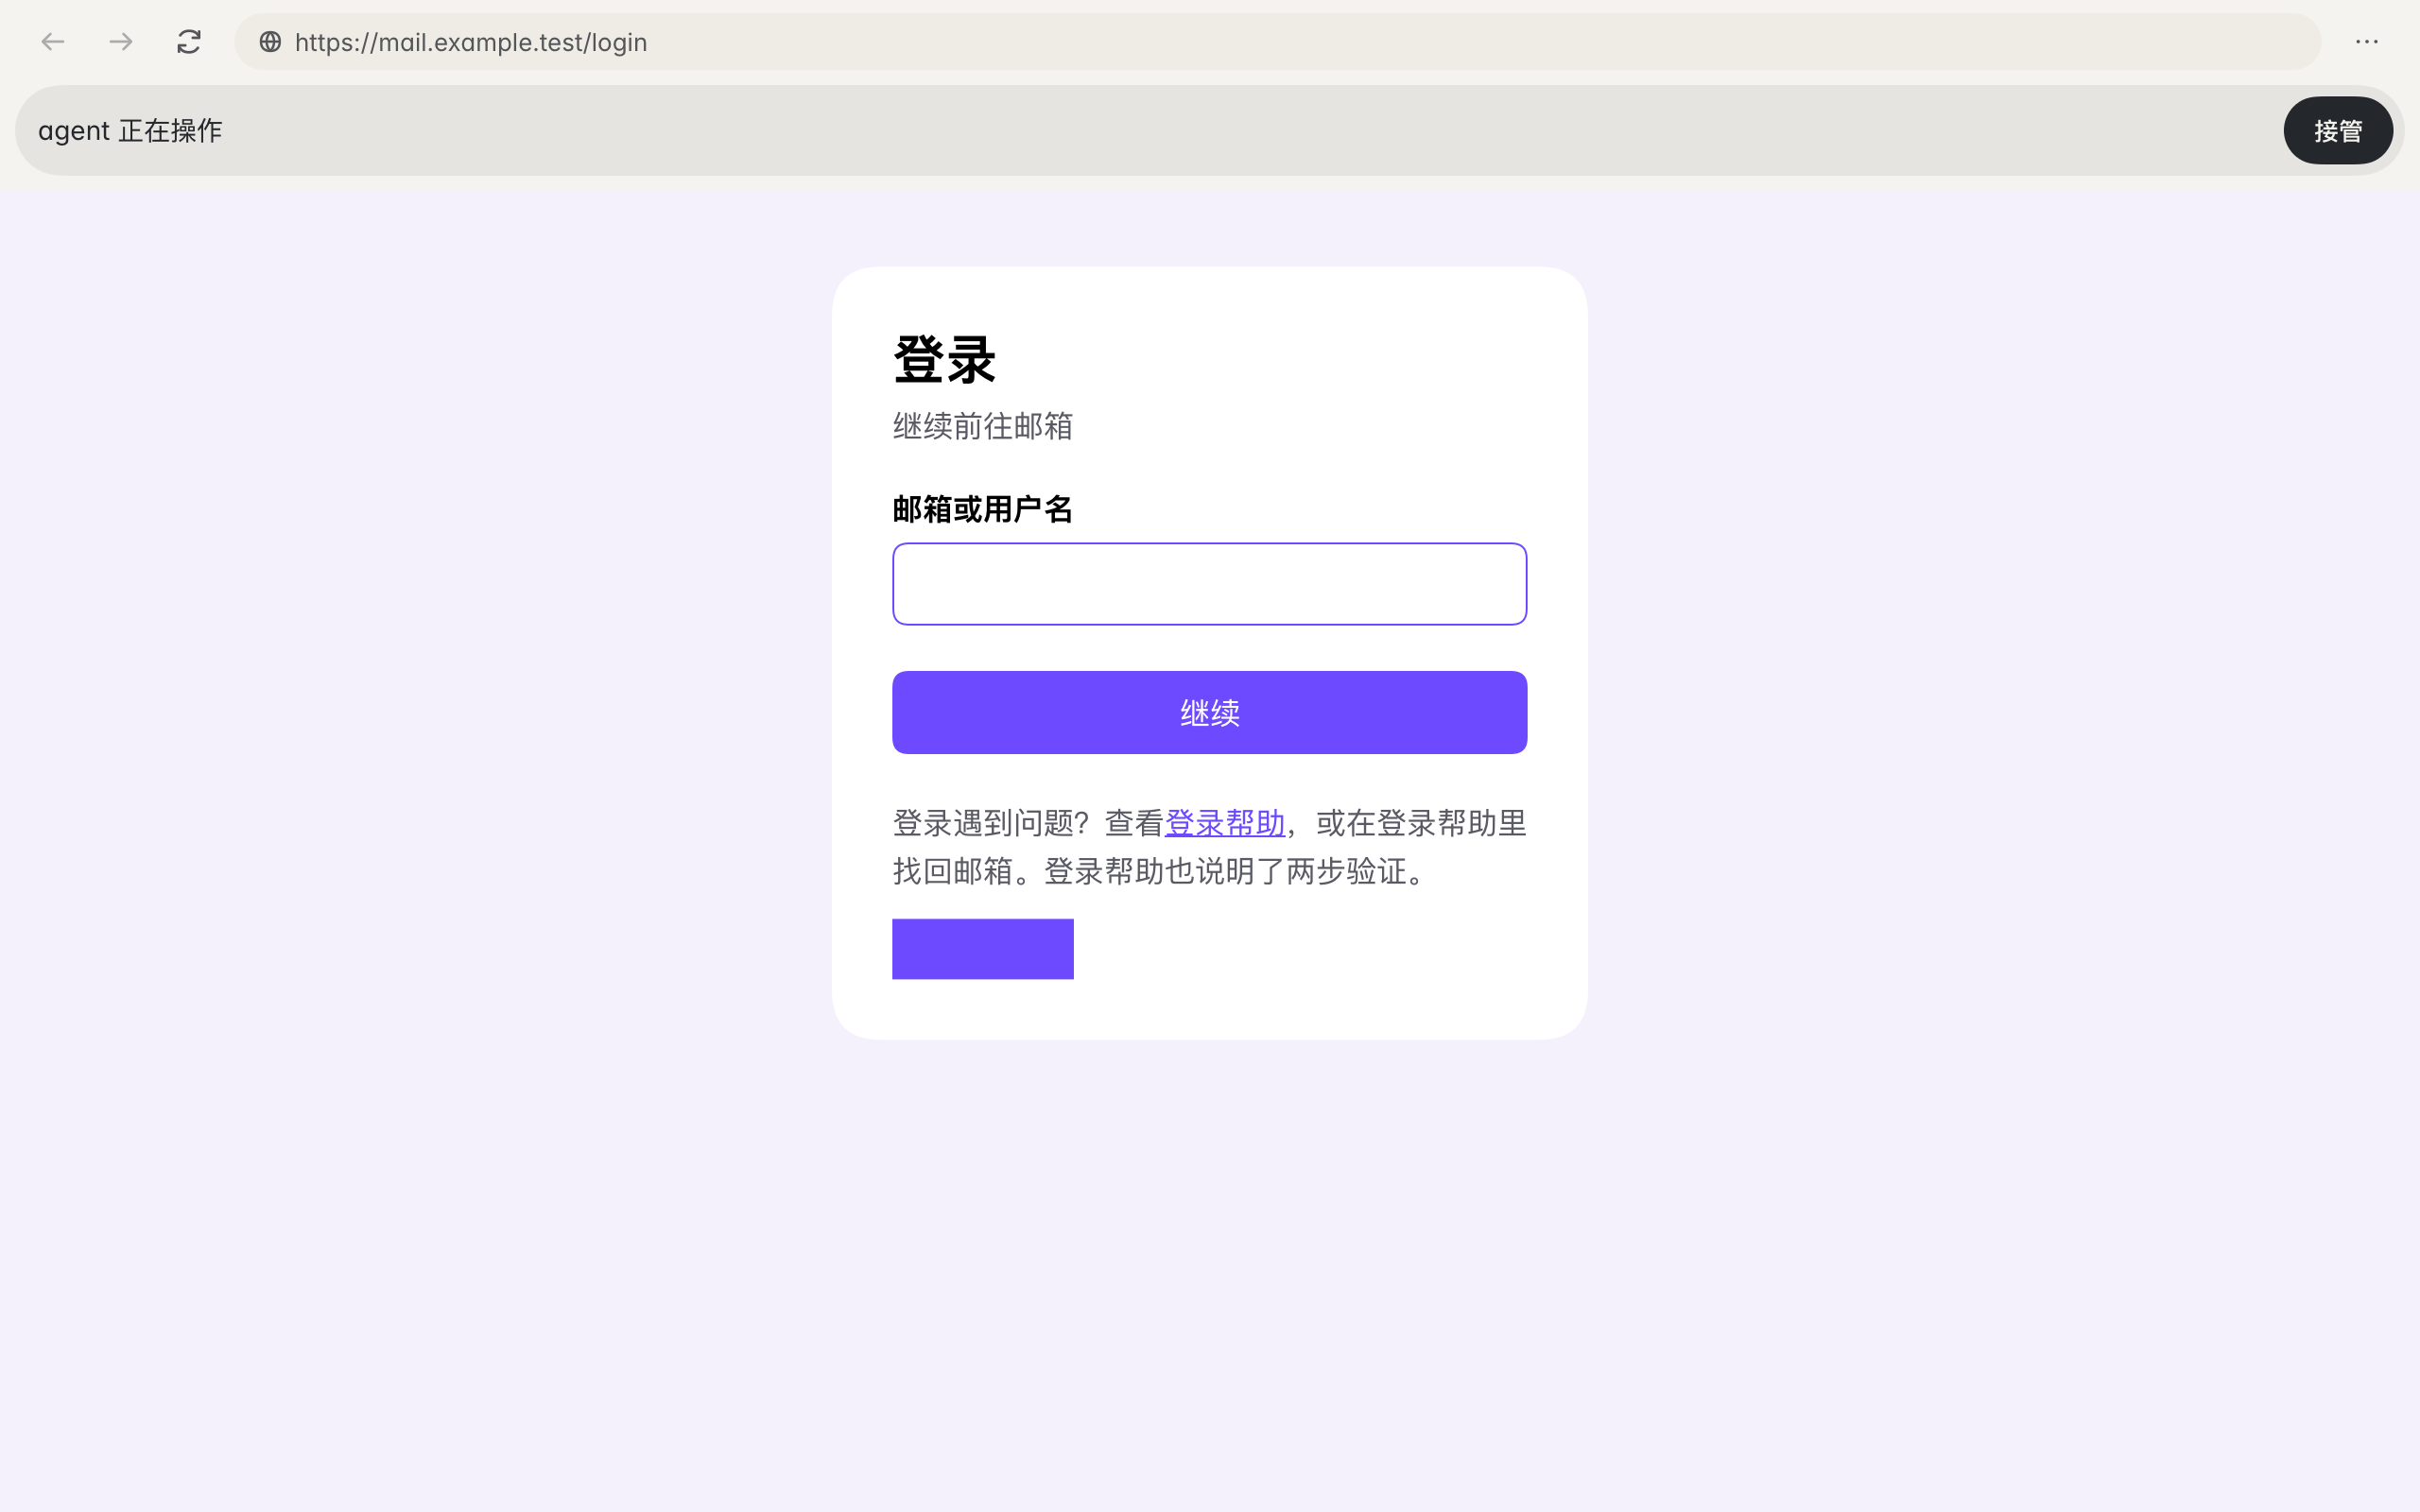 https://mail.example.test/login
agent 正在操作
接管
登录
继续前往邮箱
邮箱或用户名
继续
登录遇到问题？查看登录帮助，或在登录帮助里
找回邮箱。登录帮助也说明了两步验证。